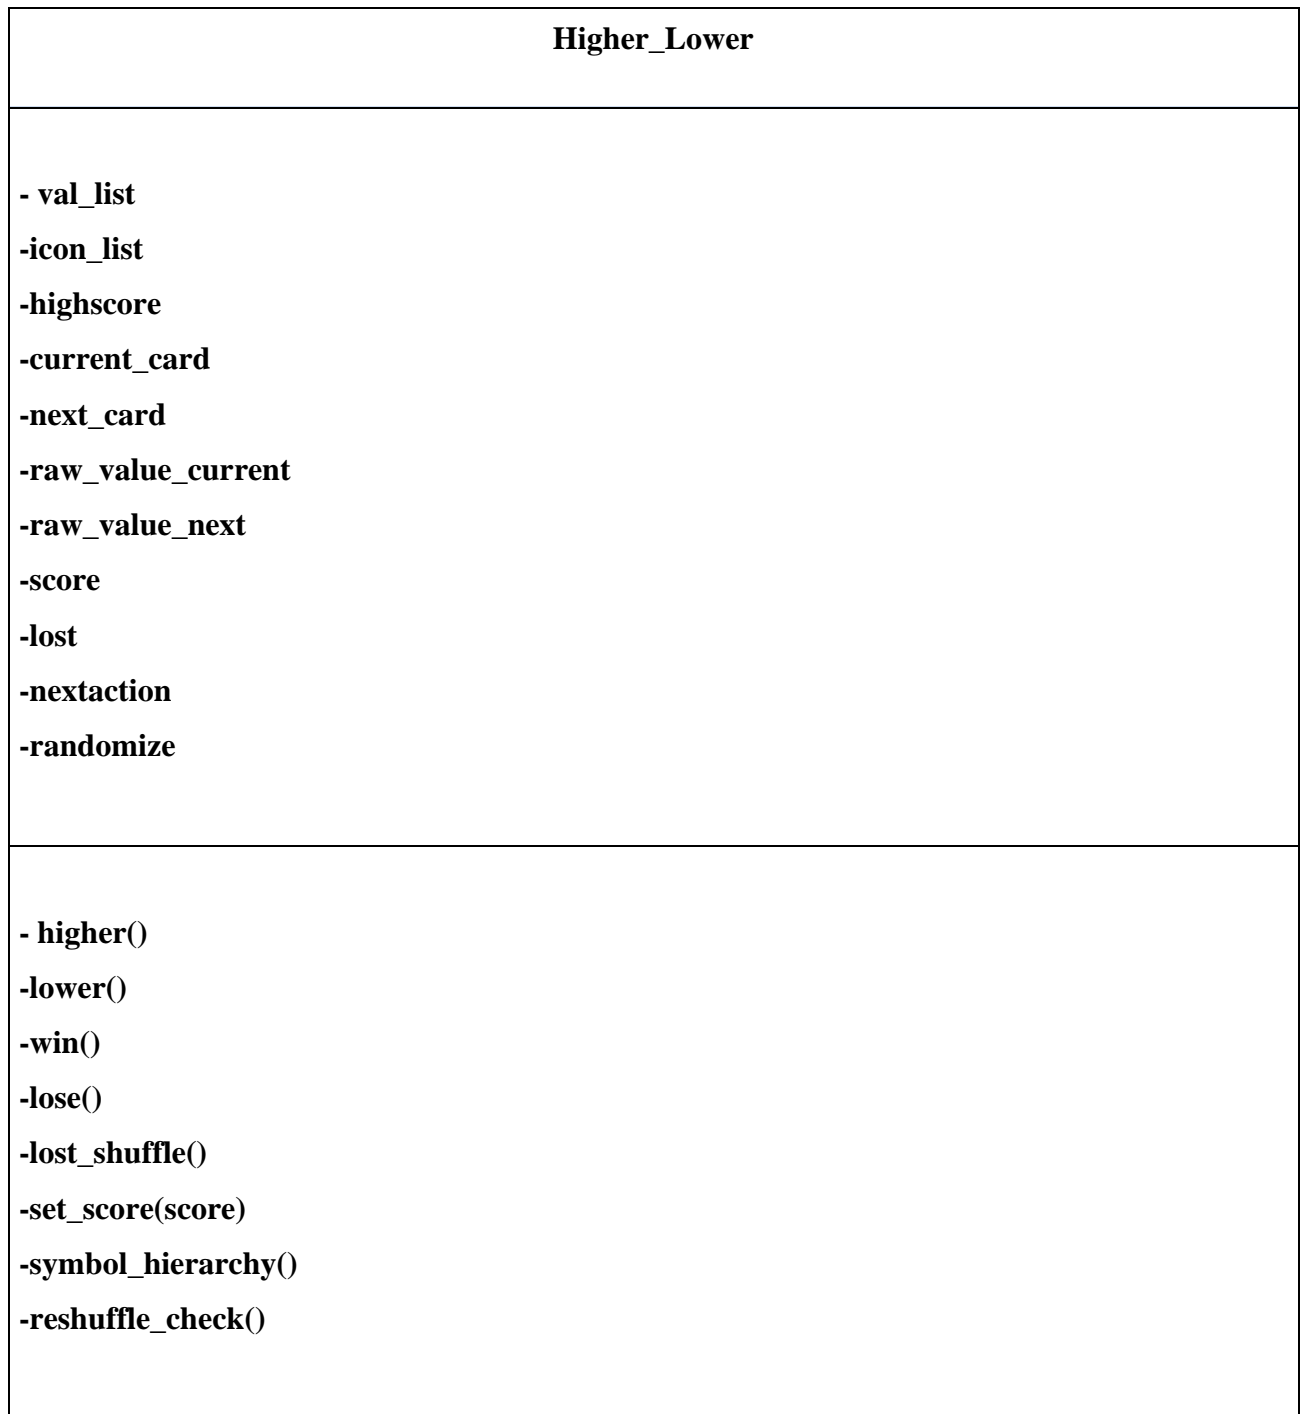 Higher_Lower
- val_list
-icon_list
-highscore
-current_card
-next_card
-raw_value_current
-raw_value_next
-score
-lost
-nextaction
-randomize
- higher()
-lower()
-win()
-lose()
-lost_shuffle()
-set_score(score)
-symbol_hierarchy()
-reshuffle_check()